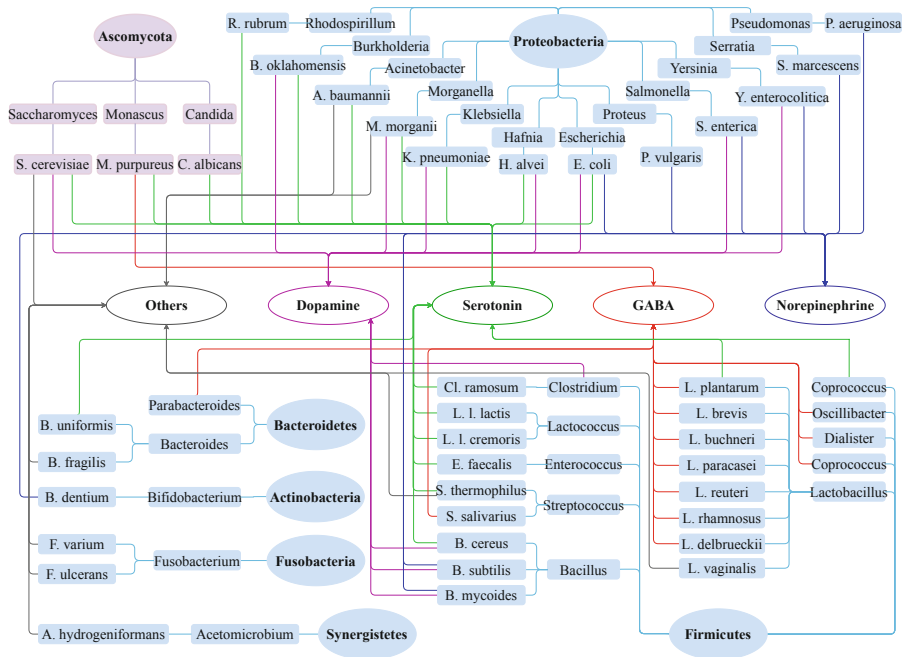 R. rubrum
Rhodospirillum
Pseudomonas
P. aeruginosa
Ascomycota
Burkholderia
Proteobacteria
Serratia
B. oklahomensis
Acinetobacter
Yersinia
S. marcescens
A. baumannii
Morganella
Salmonella
Y. enterocolitica
Saccharomyces
Monascus
Candida
Klebsiella
Proteus
M. morganii
Hafnia
Escherichia
S. enterica
S. cerevisiae
M. purpureus
C. albicans
K. pneumoniae
H. alvei
E. coli
P. vulgaris
Others
Dopamine
Serotonin
GABA
Norepinephrine
Cl. ramosum
Clostridium
L. plantarum
Coprococcus
Parabacteroides
L. l. lactis
L. brevis
Oscillibacter
B. uniformis
Bacteroidetes
Lactococcus
Bacteroides
L. l. cremoris
L. buchneri
Dialister
B. fragilis
E. faecalis
Enterococcus
L. paracasei
Coprococcus
B. dentium
Bifidobacterium
Actinobacteria
S. thermophilus
L. reuteri
Lactobacillus
Streptococcus
S. salivarius
L. rhamnosus
F. varium
B. cereus
L. delbrueckii
Fusobacterium
Fusobacteria
F. ulcerans
B. subtilis
Bacillus
L. vaginalis
B. mycoides
A. hydrogeniformans
Acetomicrobium
Synergistetes
Firmicutes